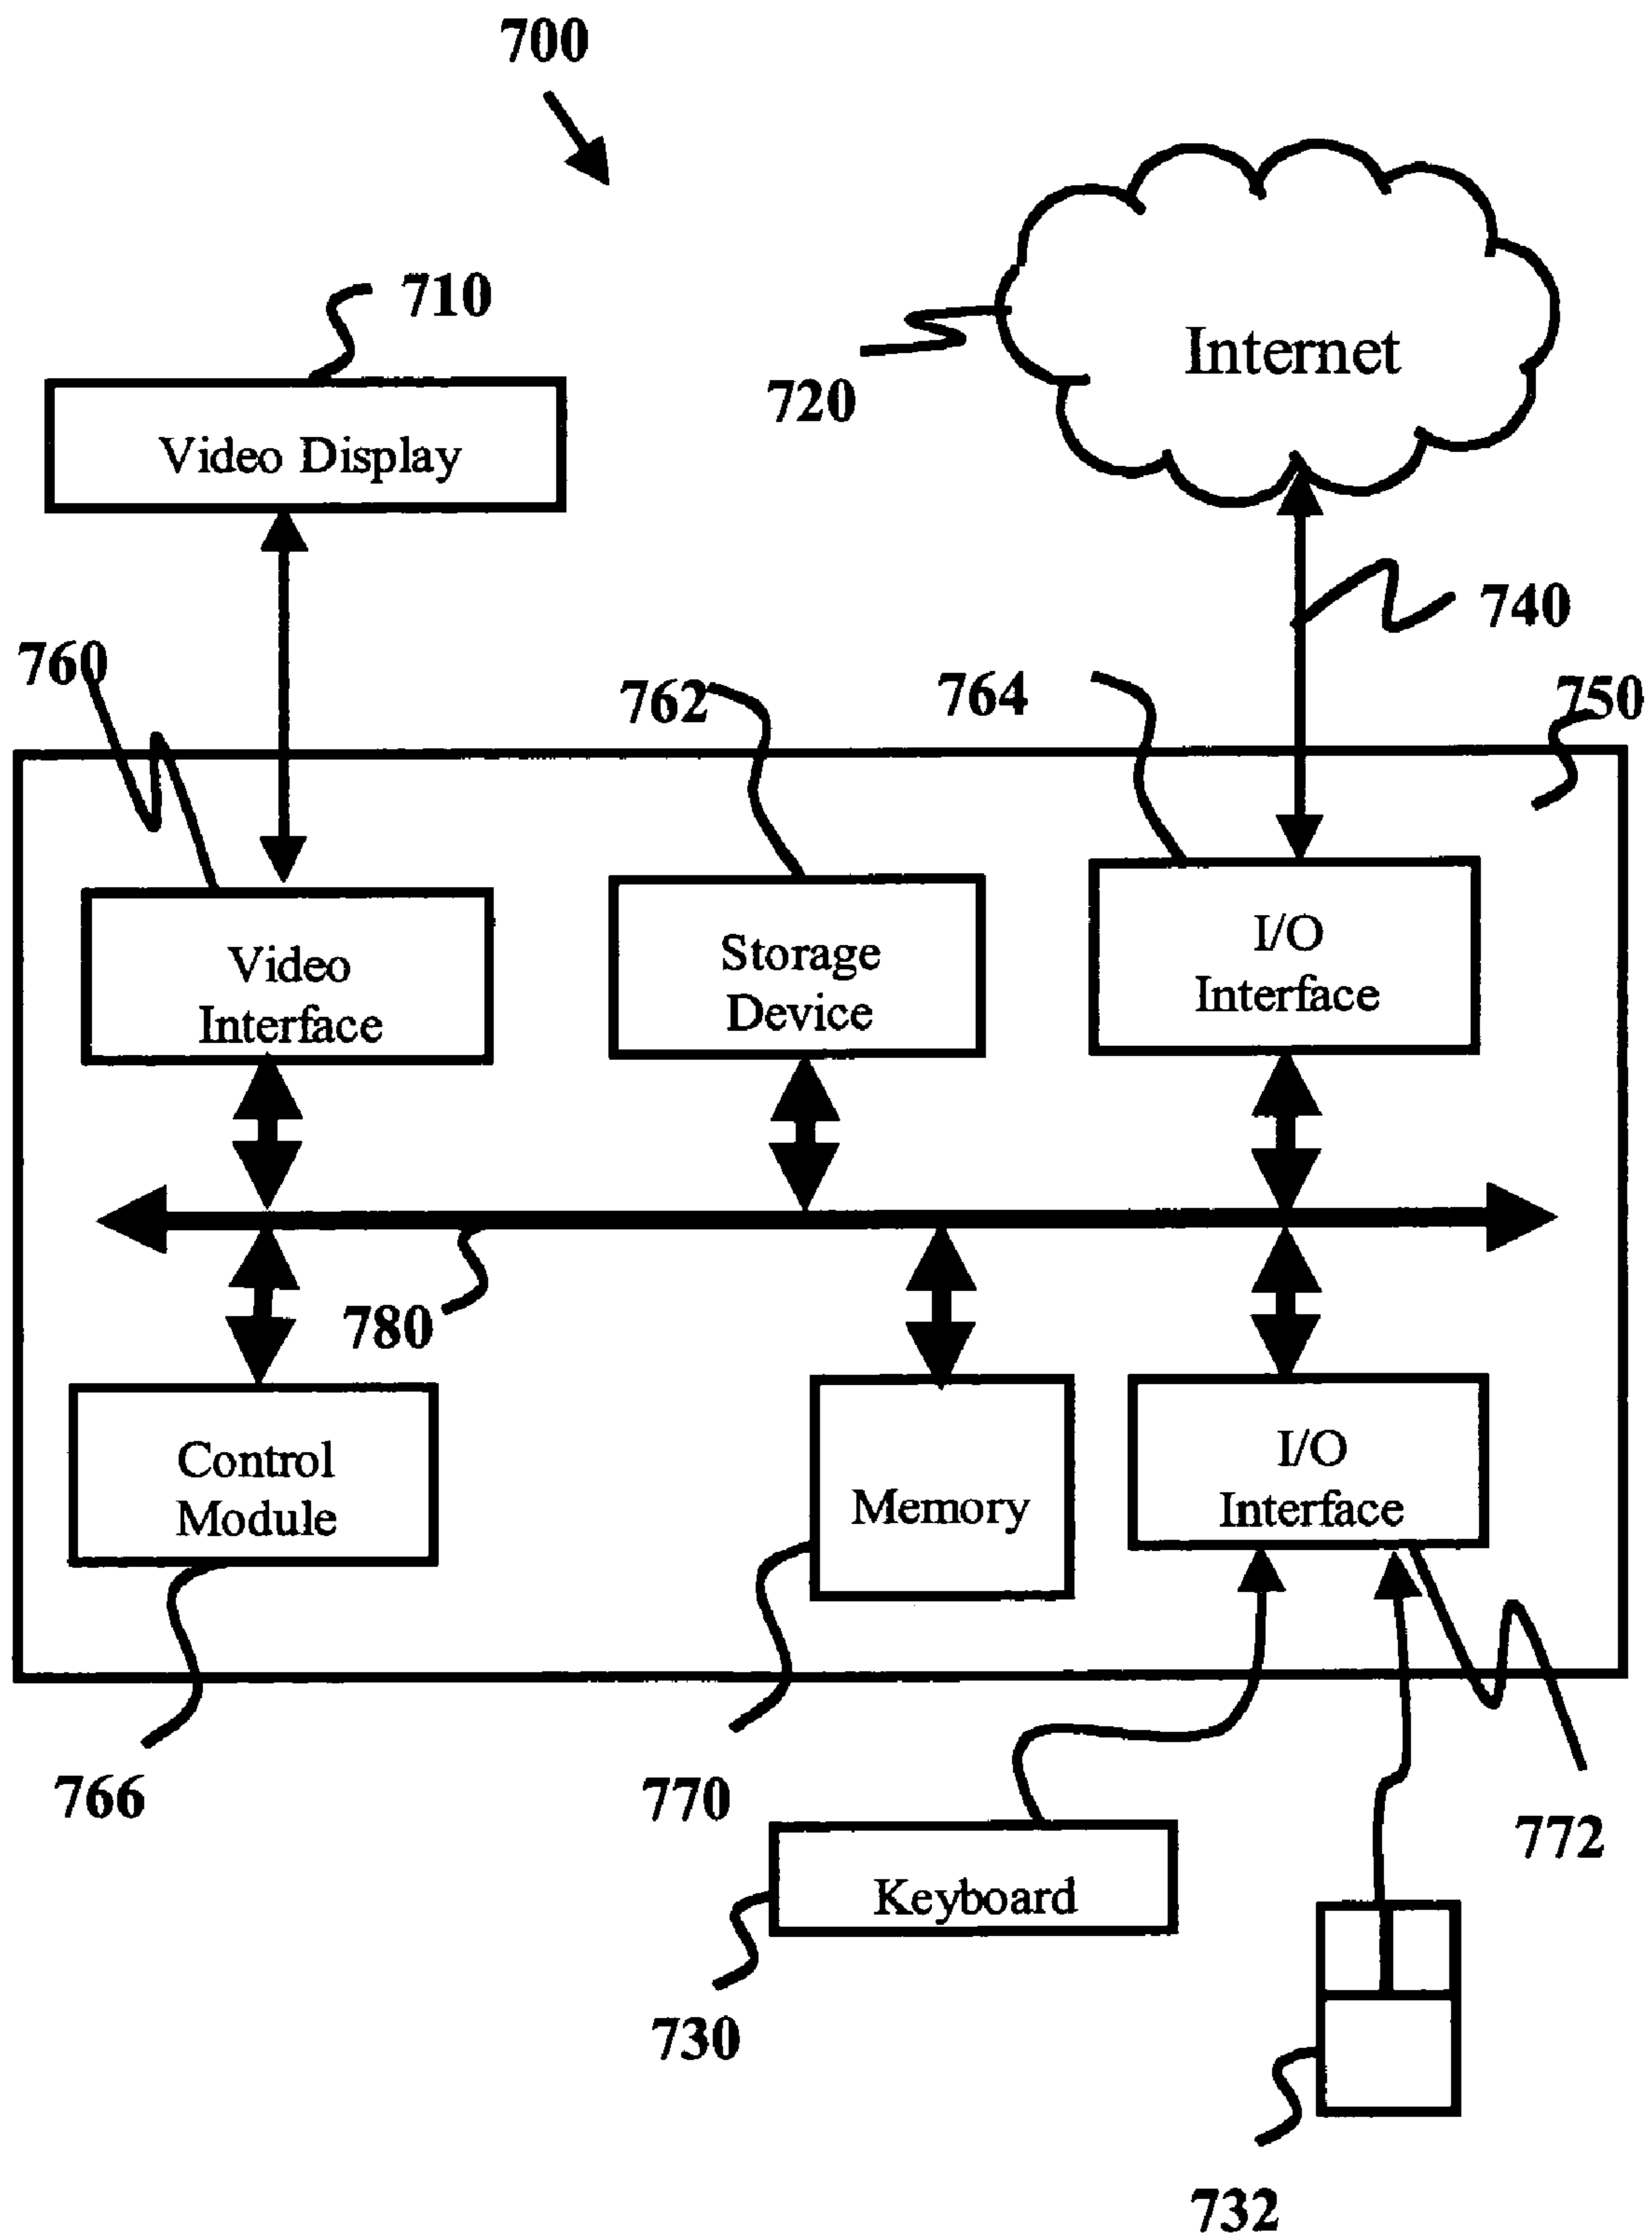 700
710
Internet
720
Video Display
740
760
762
764
750
Video
Interface
Storage
Device
I/O
Interface
780
Control
Module
Memory
I/O
Interface
766
770
772
Keyboard
730
732